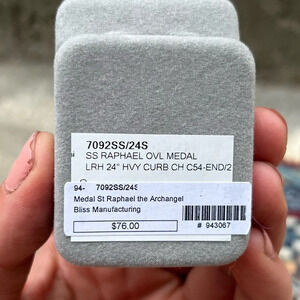 7092SS/24S
SS RAPHAEL OVL MEDAL
LRH 24" HVY CURB CH C54-END/2
94- 7092SS/24S
Medal St Raphael the Archangel
Bliss Manufacturing
$76.00
# 943067